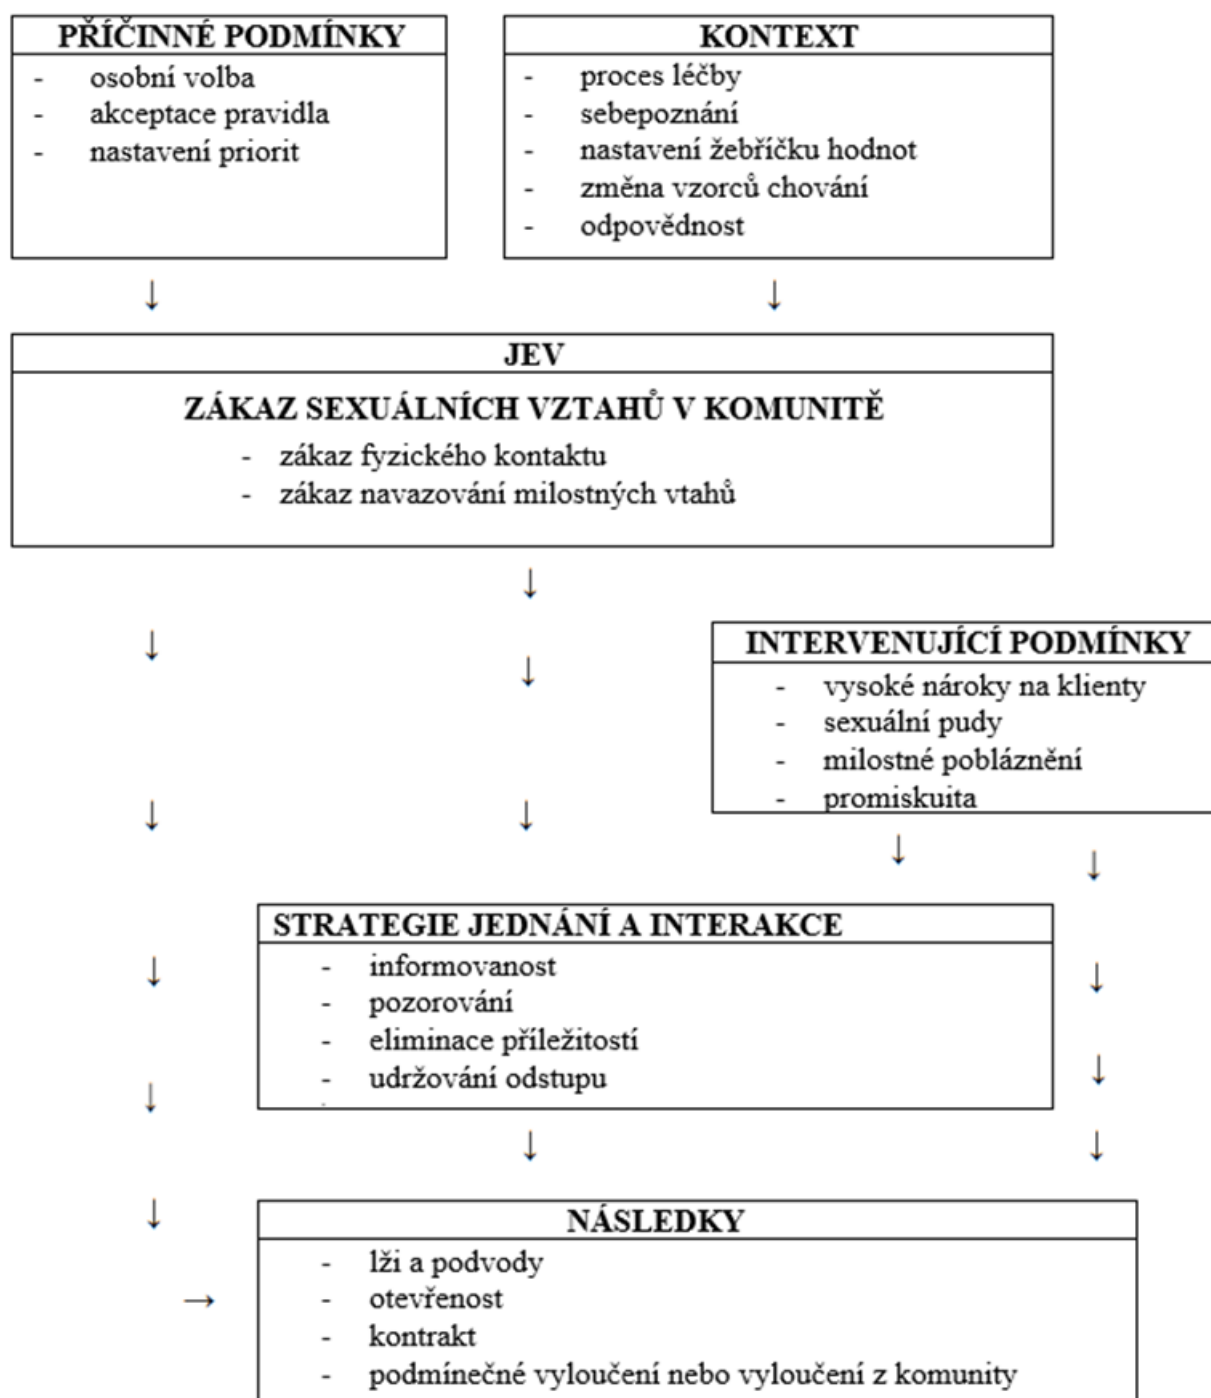 PŘÍČINNÉ PODMÍNKY
- osobní volba
- akceptace pravidla
- nastavení priorit
KONTEXT
- proces léčby
- sebepoznání
- nastavení žebříčku hodnot
- změna vzorců chování
- odpovědnost
↓ ↓
JEV
ZÁKAZ SEXUÁLNÍCH VZTAHŮ V KOMUNITĚ
- zákaz fyzického kontaktu
- zákaz navazování milostných vtahů
INTERVENUJÍCÍ PODMÍNKY
- vysoké nároky na klienty
- sexuální pudy
- milostné pobláznění
- promiskuita
STRATEGIE JEDNÁNÍ A INTERAKCE
- informovanost
- pozorování
- eliminace příležitostí
- udržování odstupu
NÁSLEDKY
- lži a podvody
- otevřenost
- kontrakt
- podmínečné vyloučení nebo vyloučení z komunity